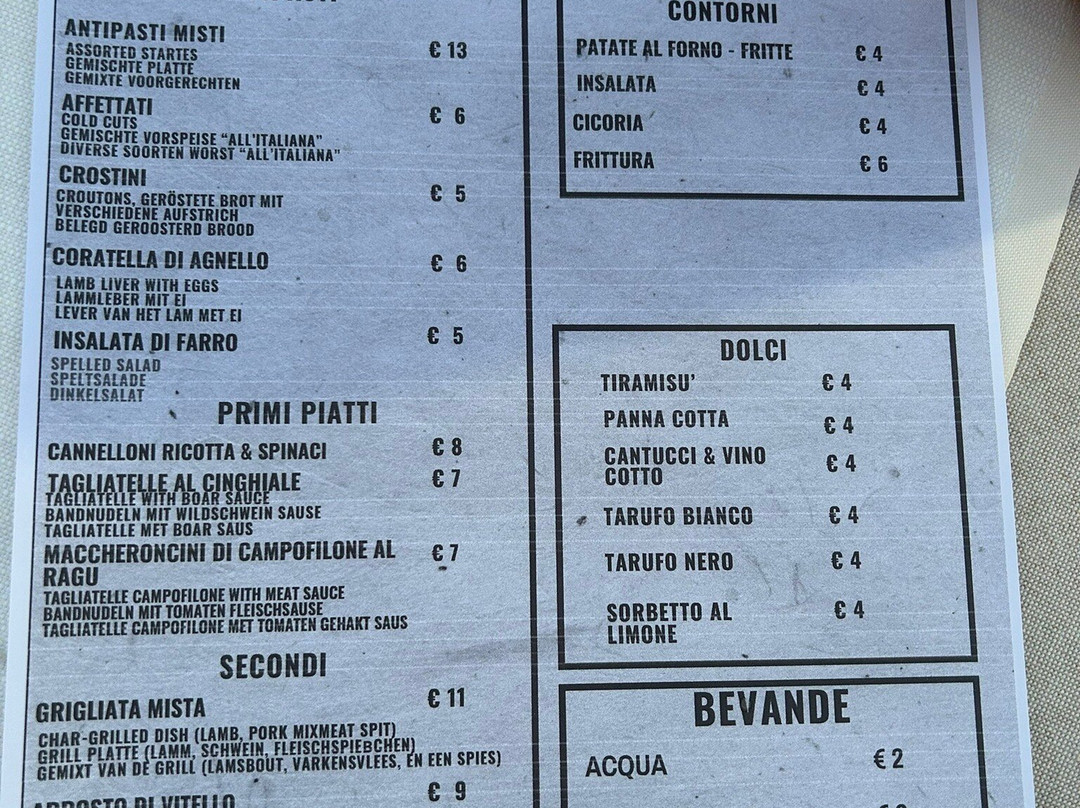 ANTIPASTI MISTI € 13
ASSORTED STARTES
GEMISCHTE PLATTE
GEMIXTE VOORGERECHTEN
AFFETTATI € 6
COLD CUTS
GEMISCHTE VORSPEISE “ALL'ITALIANA”
DIVERSE SOORTEN WORST “ALL'ITALIANA”
CROSTINI € 5
CROUTONS, GERÖSTETE BROT MIT
VERSCHIEDENE AUFSTRICH
BELEGD GEROOSTERD BROOD
CORATELLA DI AGNELLO € 6
LAMB LIVER WITH EGGS
LAMMLEBER MIT EI
LEVER VAN HET LAM MET EI
INSALATA DI FARRO € 5
SPELLED SALAD
SPELTSALADE
DINKELSALAT
PRIMI PIATTI
CANNELLONI RICOTTA & SPINACI € 8
TAGLIATELLE AL CINGHIALE € 7
TAGLIATELLE WITH BOAR SAUCE
BANDNUDELN MIT WILDSCHWEIN SAUSE
TAGLIATELLE MET BOAR SAUS
MACCHERONCINI DI CAMPOFILONE AL € 7
RAGU
TAGLIATELLE CAMPOFILONE WITH MEAT SAUCE
BANDNUDELN MIT TOMATEN FLEISCHSAUSE
TAGLIATELLE CAMPOFILONE MET TOMATEN GEHAKT SAUS
SECONDI
GRIGLIATA MISTA € 11
CHAR-GRILLED DISH (LAMB, PORK MIXMEAT SPIT)
GRILL PLATTE (LAMM, SCHWEIN, FLEISCHSPIEBCHEN)
GEMIXT VAN DE GRILL (LAMSBOUT, VARKENSVLEES, EN EEN SPIES)
ARROSTO DI VITELLO € 9
CONTORNI
PATATE AL FORNO - FRITTE € 4
INSALATA € 4
CICORIA € 4
FRITTURA € 6
DOLCI
TIRAMISU' € 4
PANNA COTTA € 4
CANTUCCI & VINO € 4
COTTO
TARUFO BIANCO € 4
TARUFO NERO € 4
SORBETTO AL € 4
LIMONE
BEVANDE
ACQUA € 2